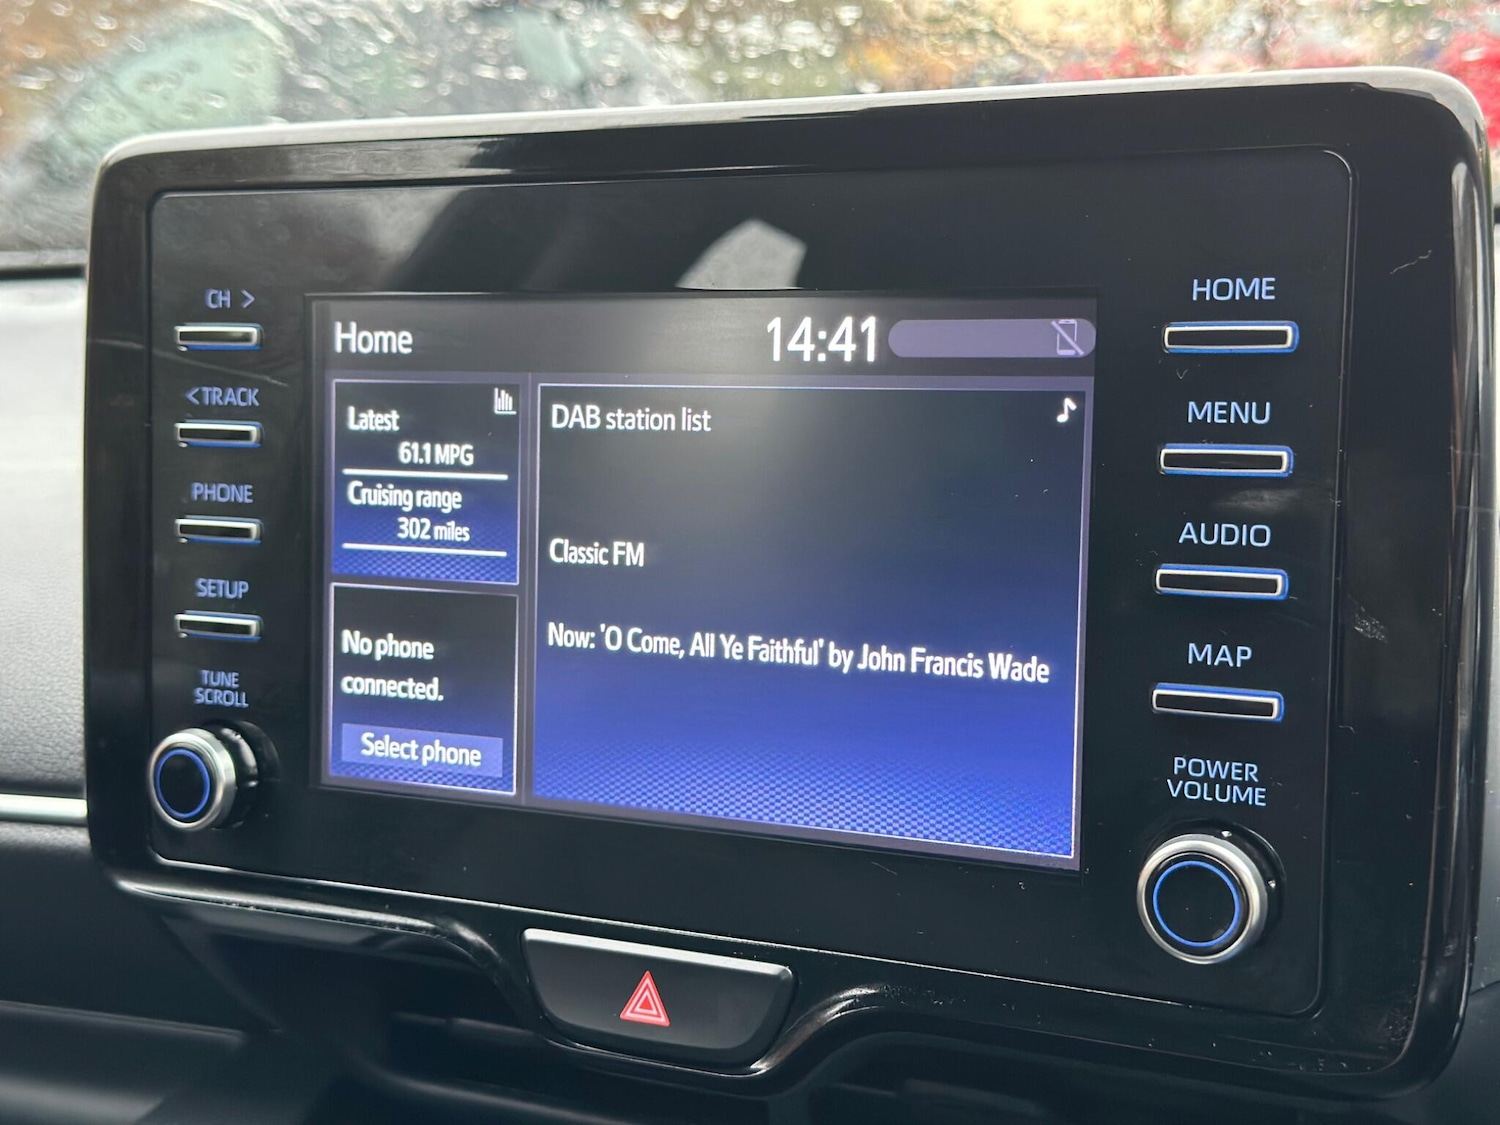 CH >
<TRACK
PHONE
SETUP
TUNE
SCROLL
Home
14:41
Latest
61.1 MPG
Cruising range
302 miles
No phone
connected.
Select phone
DAB station list
Classic FM
Now: 'O Come, All Ye Faithful' by John Francis Wade
HOME
MENU
AUDIO
MAP
POWER
VOLUME